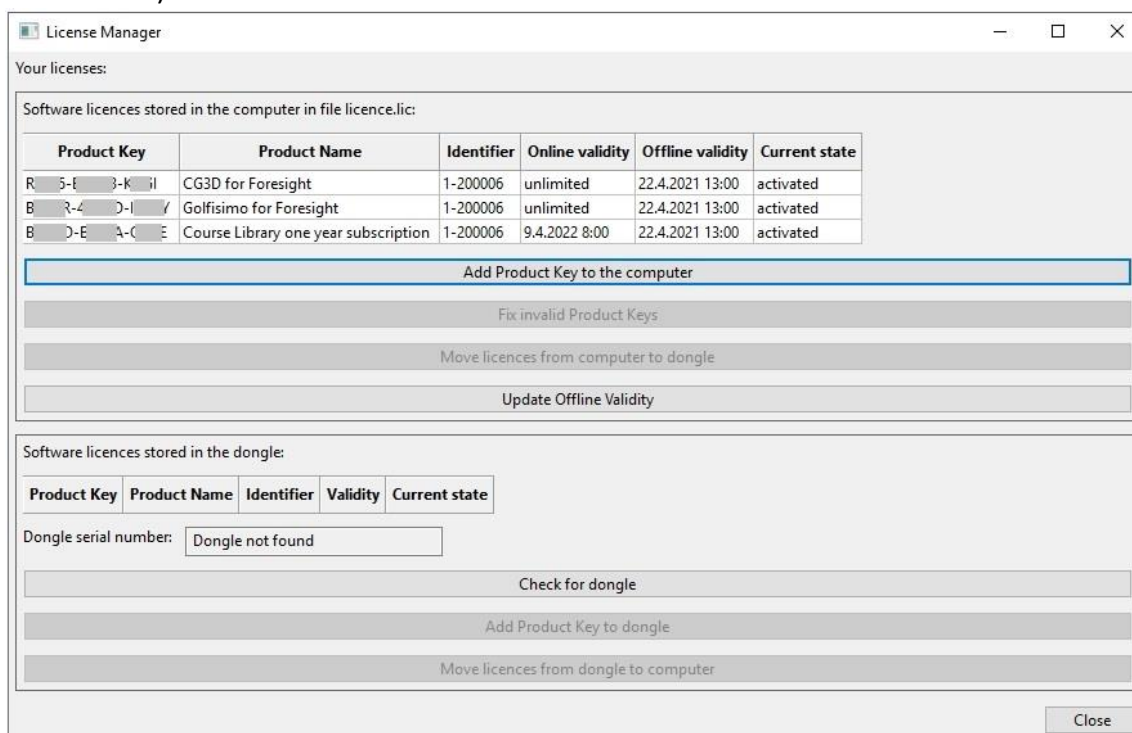 License Manager
Your licenses:
Software licences stored in the computer in file licence.lic:
Product Key Product Name Identifier Online validity Offline validity Current state
CG3D for Foresight 1-200006 unlimited 22.4.2021 13:00 activated
Golfisimo for Foresight 1-200006 unlimited 22.4.2021 13:00 activated
Course Library one year subscription 1-200006 9.4.2022 8:00 22.4.2021 13:00 activated
Add Product Key to the computer
Fix invalid Product Keys
Move licences from computer to dongle
Update Offline Validity
Software licences stored in the dongle:
Product Key Product Name Identifier Validity Current state
Dongle serial number: Dongle not found
Check for dongle
Add Product Key to dongle
Move licences from dongle to computer
Close